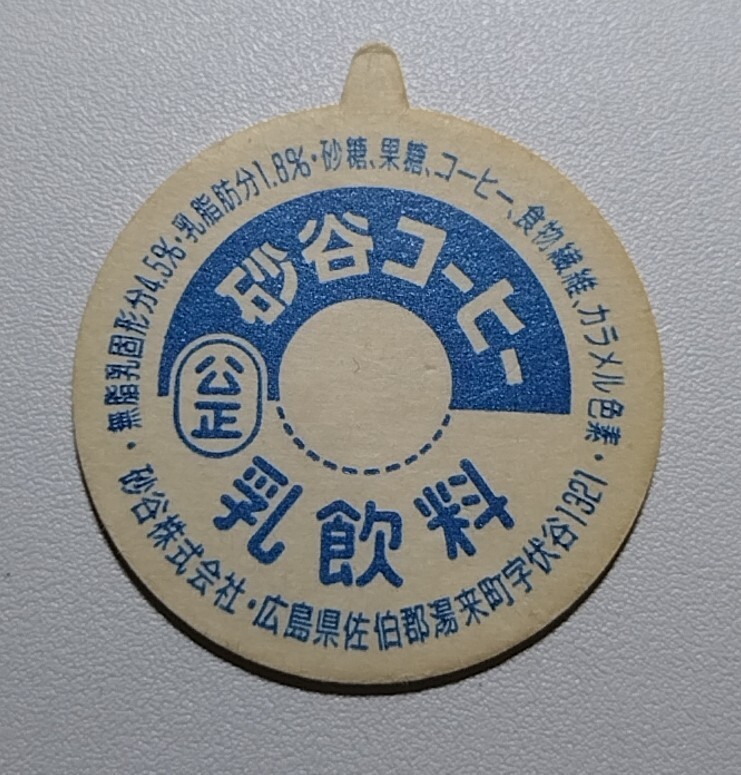 ・無脂乳固形分4.5%・乳脂肪分1.8%・砂糖、果糖、コーヒー、食物繊維、カラメル色素・
砂谷コーヒー
公正
乳飲料
砂谷株式会社・広島県佐伯郡湯来町字伏谷1321